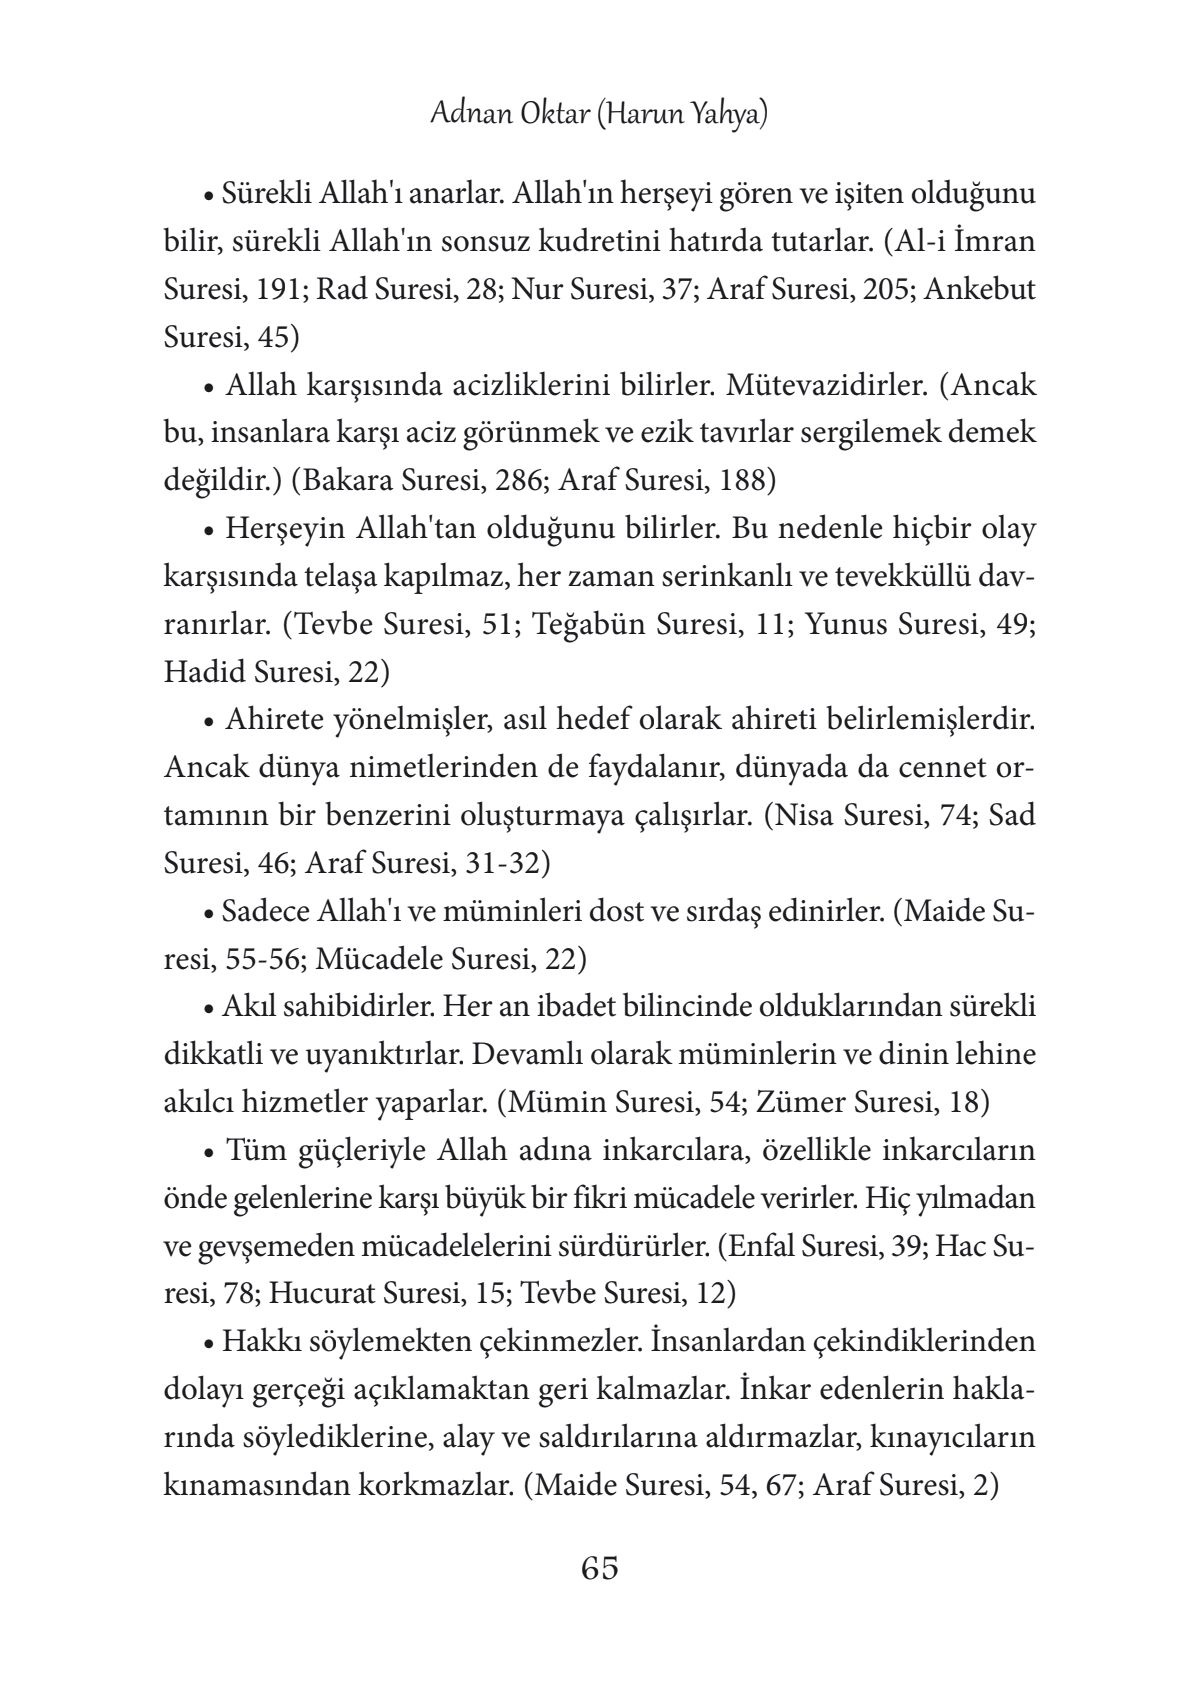 Adnan Oktar (Harun Yahya)
• Sürekli Allah'ı anarlar. Allah'ın herşeyi gören ve işiten olduğunu
bilir, sürekli Allah'ın sonsuz kudretini hatırda tutarlar. (Al-i İmran
Suresi, 191; Rad Suresi, 28; Nur Suresi, 37; Araf Suresi, 205; Ankebut
Suresi, 45)
• Allah karşısında acizliklerini bilirler. Mütevazidirler. (Ancak
bu, insanlara karşı aciz görünmek ve ezik tavırlar sergilemek demek
değildir.) (Bakara Suresi, 286; Araf Suresi, 188)
• Herşeyin Allah'tan olduğunu bilirler. Bu nedenle hiçbir olay
karşısında telaşa kapılmaz, her zaman serinkanlı ve tevekküllü dav-
ranırlar. (Tevbe Suresi, 51; Teğabün Suresi, 11; Yunus Suresi, 49;
Hadid Suresi, 22)
• Ahirete yönelmişler, asıl hedef olarak ahireti belirlemişlerdir.
Ancak dünya nimetlerinden de faydalanır, dünyada da cennet or-
tamının bir benzerini oluşturmaya çalışırlar. (Nisa Suresi, 74; Sad
Suresi, 46; Araf Suresi, 31-32)
• Sadece Allah'ı ve müminleri dost ve sırdaş edinirler. (Maide Su-
resi, 55-56; Mücadele Suresi, 22)
• Akıl sahibidirler. Her an ibadet bilincinde olduklarından sürekli
dikkatli ve uyanıktırlar. Devamlı olarak müminlerin ve dinin lehine
akılcı hizmetler yaparlar. (Mümin Suresi, 54; Zümer Suresi, 18)
• Tüm güçleriyle Allah adına inkarcılara, özellikle inkarcıların
önde gelenlerine karşı büyük bir fikri mücadele verirler. Hiç yılmadan
ve gevşemeden mücadelelerini sürdürürler. (Enfal Suresi, 39; Hac Su-
resi, 78; Hucurat Suresi, 15; Tevbe Suresi, 12)
• Hakkı söylemekten çekinmezler. İnsanlardan çekindiklerinden
dolayı gerçeği açıklamaktan geri kalmazlar. İnkar edenlerin hakla-
rında söylediklerine, alay ve saldırılarına aldırmazlar, kınayıcıların
kınamasından korkmazlar. (Maide Suresi, 54, 67; Araf Suresi, 2)
65